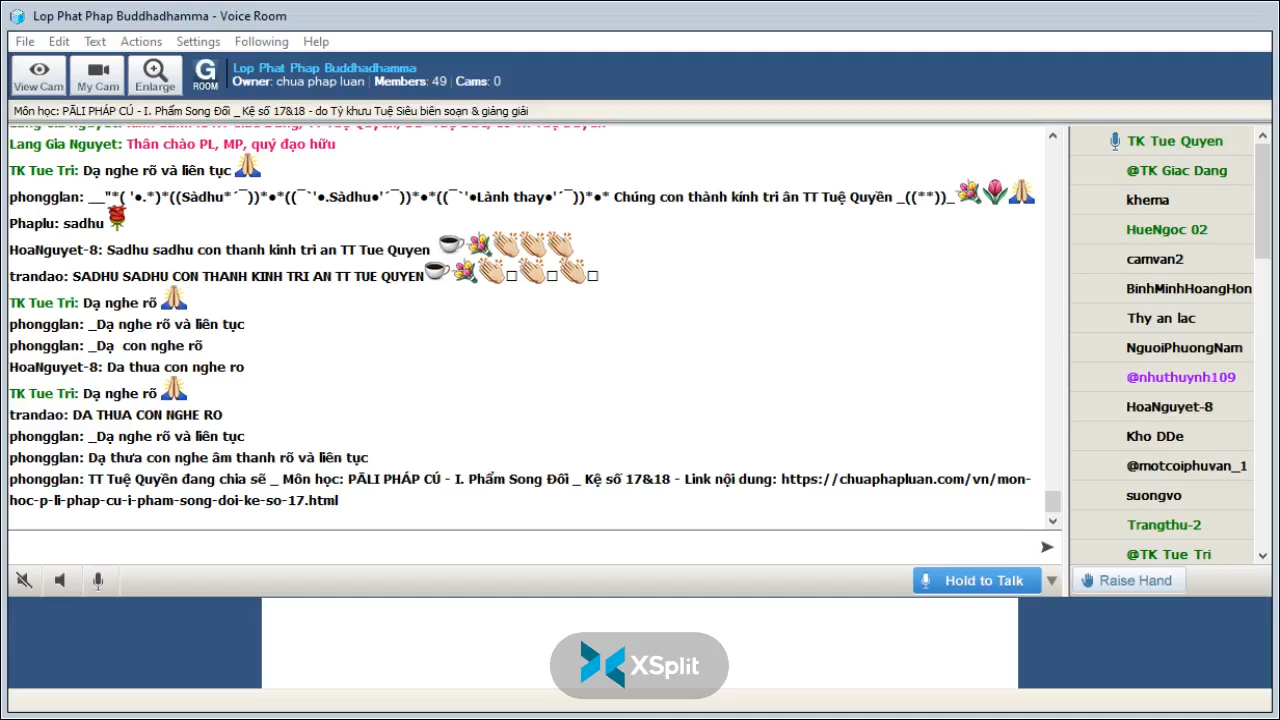 Lop Phat Phap Buddhadhamma - Voice Room
File Edit Text Actions Settings Following Help
View Cam My Cam Enlarge G ROOM
Lop Phat Phap Buddhadhamma
Owner: chua phap luan | Members: 49 | Cams: 0
Môn học: PĀLI PHÁP CÚ - I. Phẩm Song Đối _ Kệ số 17&18 - do Tỳ khưu Tuệ Siêu biên soạn & giảng giải
Lang Gia Nguyet: Thân chào PL, MP, quý đạo hữu
TK Tue Tri: Dạ nghe rõ và liên tục
phongglan: __"*( '●.*)*((Sàdhu*´¯))*●*((¯`'●.Sàdhu●'´¯))*●*((¯`'●Lành thay●'´¯))*●* Chúng con thành kính tri ân TT Tuệ Quyền _((**))_
Phaplu: sadhu
HoaNguyet-8: Sadhu sadhu con thanh kinh tri an TT Tue Quyen
trandao: SADHU SADHU CON THANH KINH TRI AN TT TUE QUYEN
TK Tue Tri: Dạ nghe rõ
phongglan: _Dạ nghe rõ và liên tục
phongglan: _Dạ con nghe rõ
HoaNguyet-8: Da thua con nghe ro
TK Tue Tri: Dạ nghe rõ
trandao: DA THUA CON NGHE RO
phongglan: _Dạ nghe rõ và liên tục
phongglan: Dạ thưa con nghe âm thanh rõ và liên tục
phongglan: TT Tuệ Quyền đang chia sẽ _ Môn học: PĀLI PHÁP CÚ - I. Phẩm Song Đối _ Kệ số 17&18 - Link nội dung: https://chuaphapluan.com/vn/mon-
hoc-p-li-phap-cu-i-pham-song-doi-ke-so-17.html
TK Tue Quyen
@TK Giac Dang
khema
HueNgoc 02
camvan2
BinhMinhHoangHon
Thy an lac
NguoiPhuongNam
@nhuthuynh109
HoaNguyet-8
Kho DDe
@motcoiphuvan_1
suongvo
Trangthu-2
@TK Tue Tri
Hold to Talk
Raise Hand
XSplit